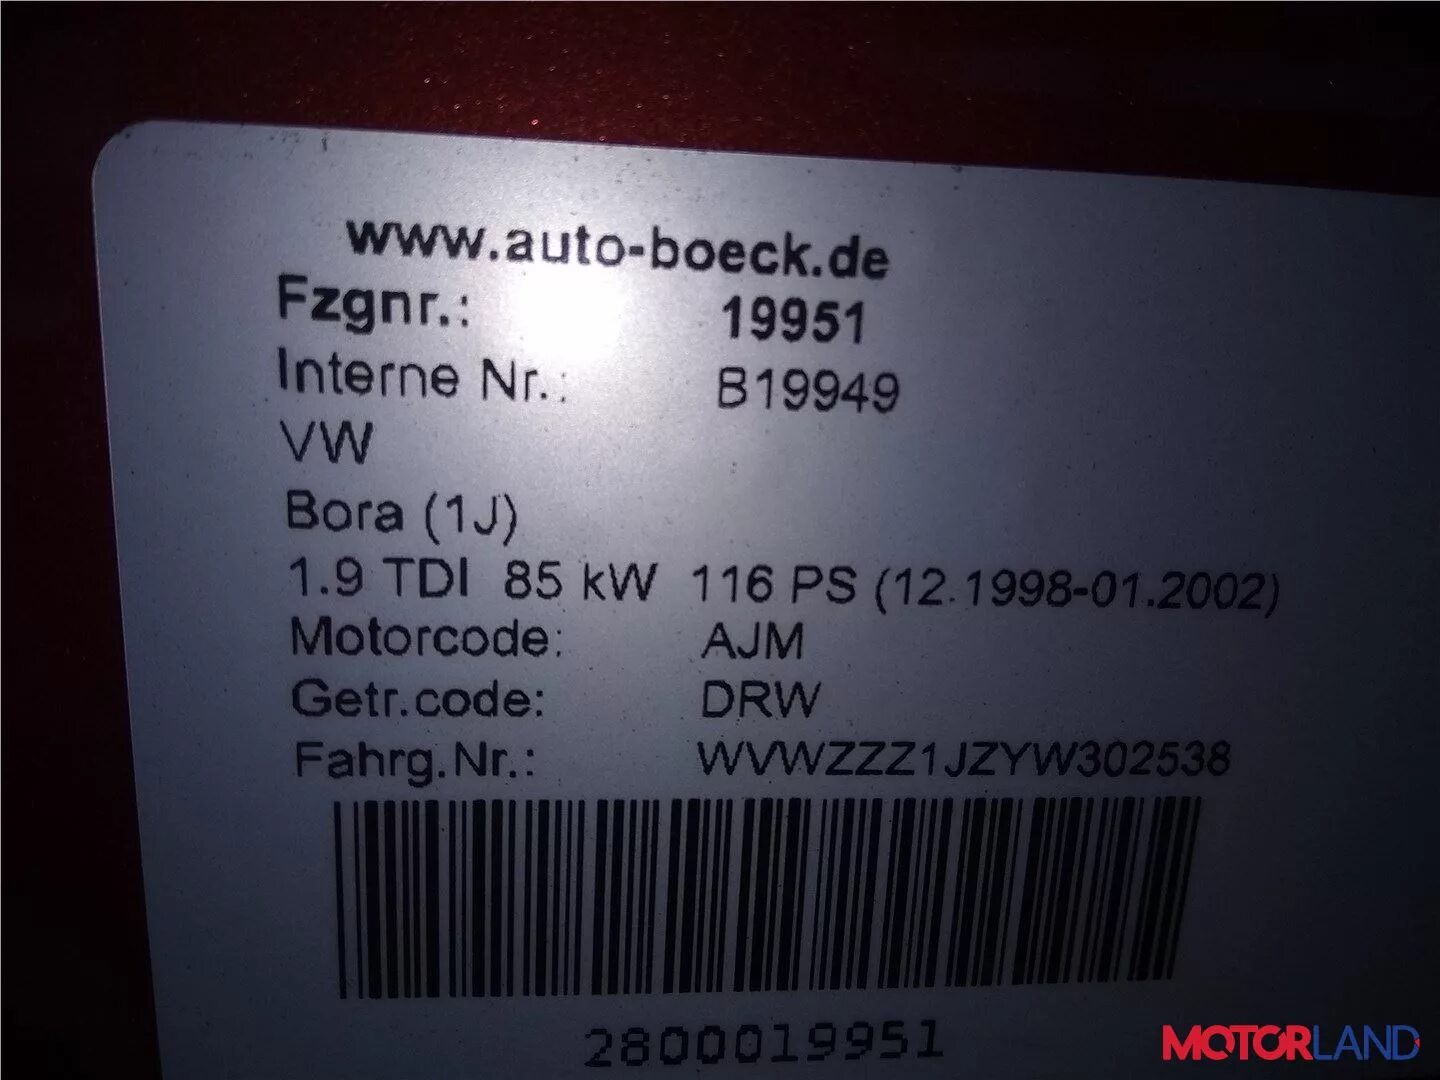 www.auto-boeck.de
Fzgnr.: 19951
Interne Nr.: B19949
VW
Bora (1J)
1.9 TDI 85 kW 116 PS (12.1998-01.2002)
Motorcode: AJM
Getr.code: DRW
Fahrg.Nr.: WVWZZZ1JZYW302538
2800019951
MOTORLAND